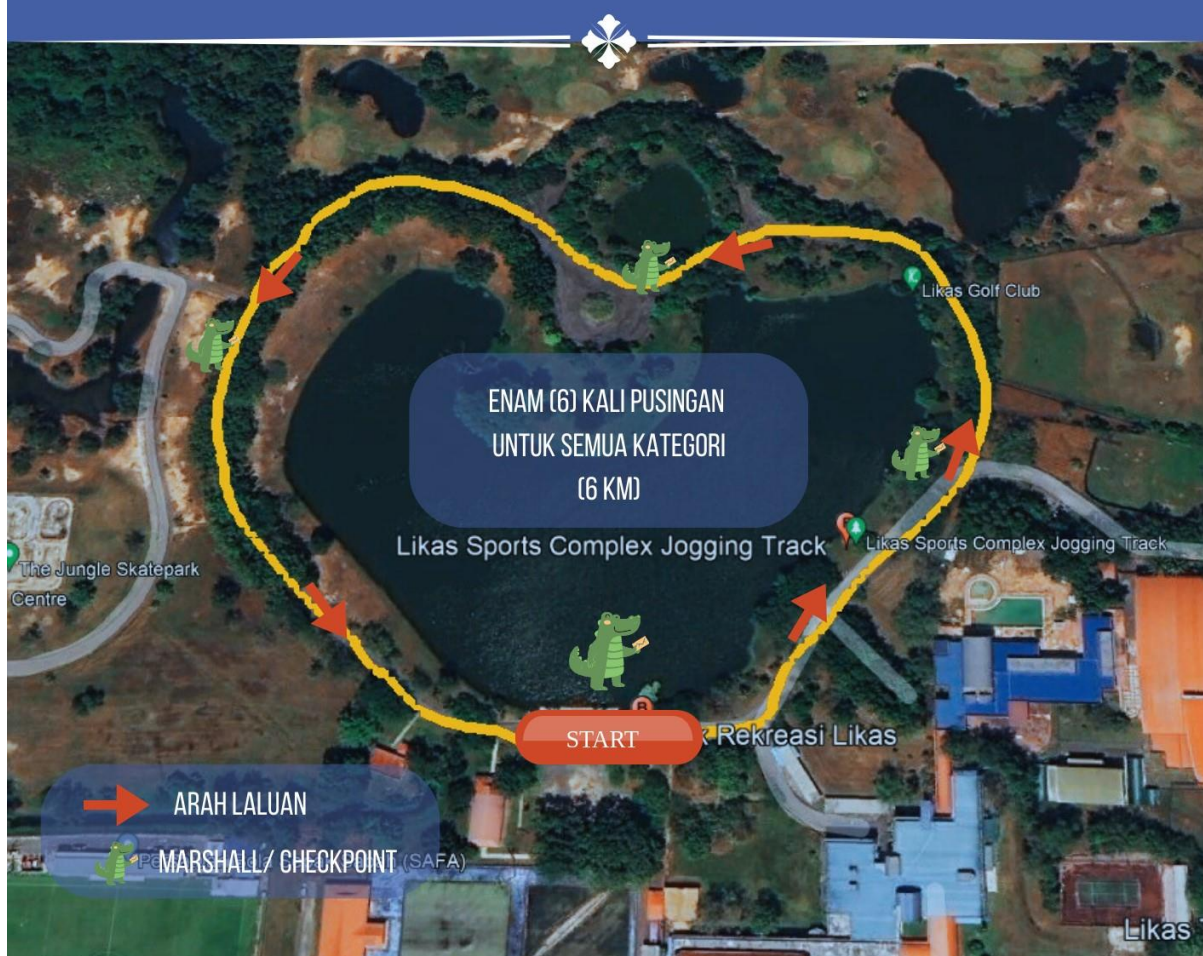 Likas Golf Club
ENAM (6) KALI PUSINGAN
UNTUK SEMUA KATEGORI
(6 KM)
Likas Sports Complex Jogging Track
Likas Sports Complex Jogging Track
The Jungle Skatepark
Centre
START
Rekreasi Likas
ARAH LALUAN
MARSHALL/ CHECKPOINT
(SAFA)
Likas